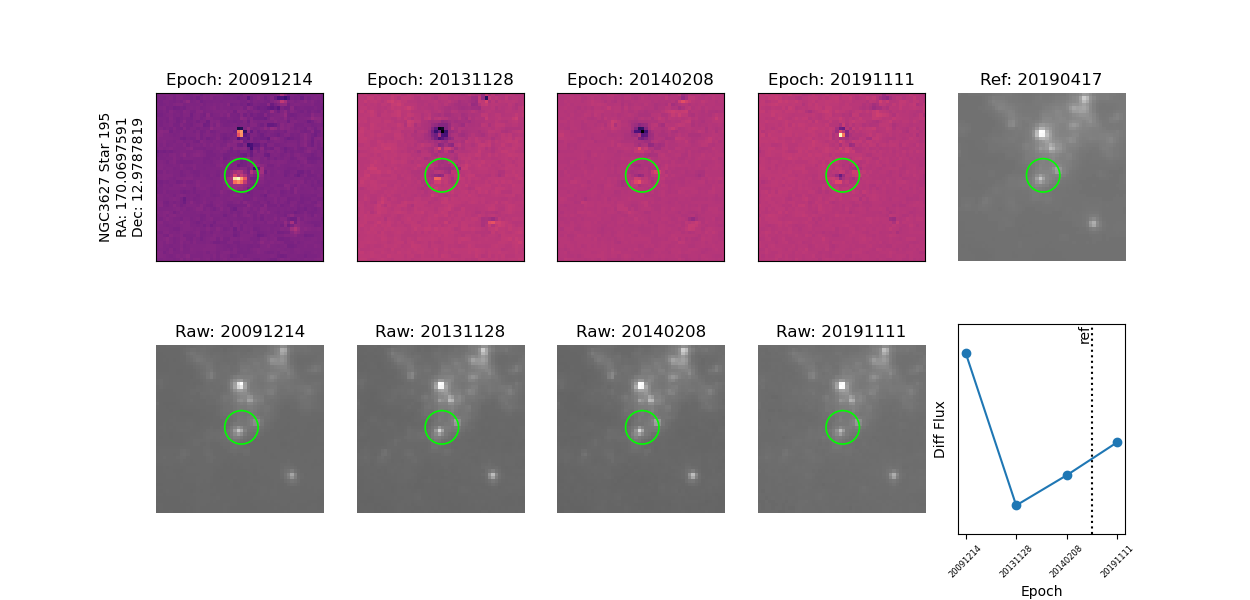 NGC3627 Star 195
RA: 170.0697591
Dec: 12.9787819
Epoch: 20091214
Epoch: 20131128
Epoch: 20140208
Epoch: 20191111
Ref: 20190417
Raw: 20091214
Raw: 20131128
Raw: 20140208
Raw: 20191111
ref
Diff Flux
20091214
20131128
20140208
20191111
Epoch